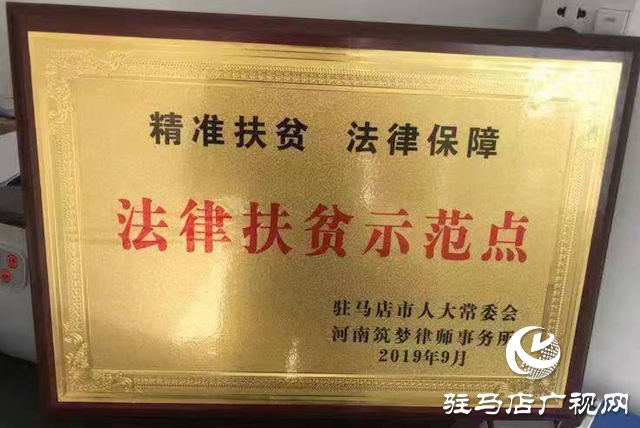 精准扶贫 法律保障
法律扶贫示范点
驻马店市人大常委会
河南筑梦律师事务所
2019年9月
驻马店广视网